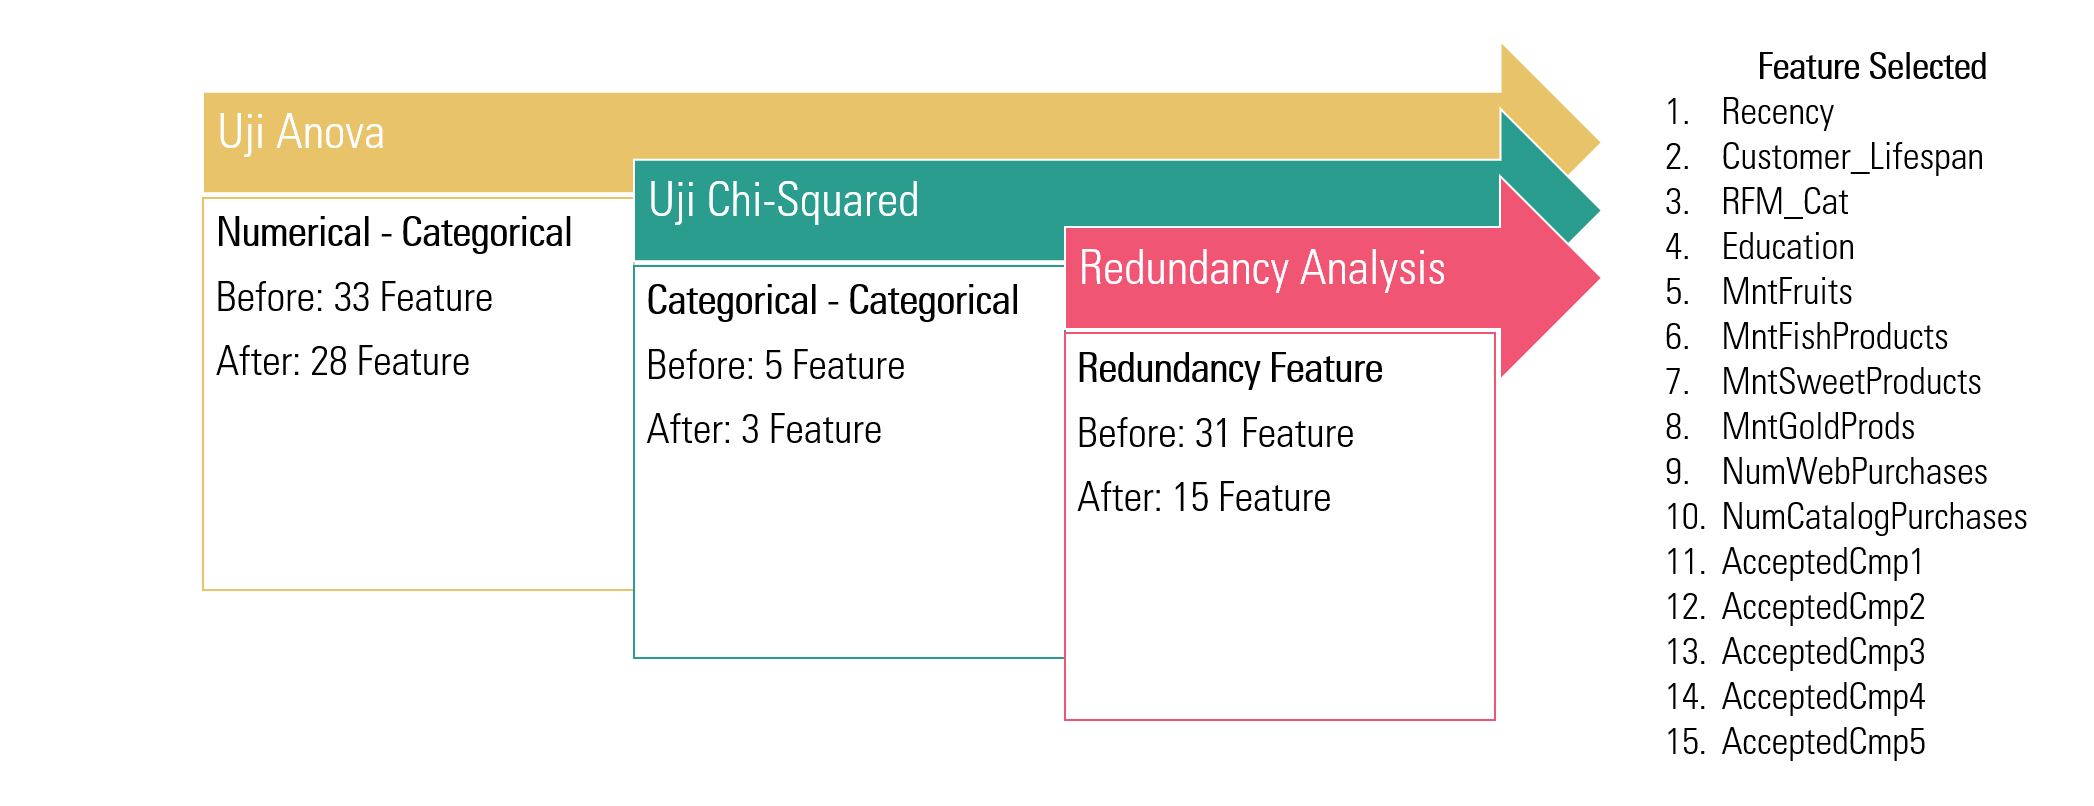 Uji Anova
Numerical - Categorical
Before: 33 Feature
After: 28 Feature
Uji Chi-Squared
Categorical - Categorical
Before: 5 Feature
After: 3 Feature
Redundancy Analysis
Redundancy Feature
Before: 31 Feature
After: 15 Feature
Feature Selected
1. Recency
2. Customer_Lifespan
3. RFM_Cat
4. Education
5. MntFruits
6. MntFishProducts
7. MntSweetProducts
8. MntGoldProds
9. NumWebPurchases
10. NumCatalogPurchases
11. AcceptedCmp1
12. AcceptedCmp2
13. AcceptedCmp3
14. AcceptedCmp4
15. AcceptedCmp5